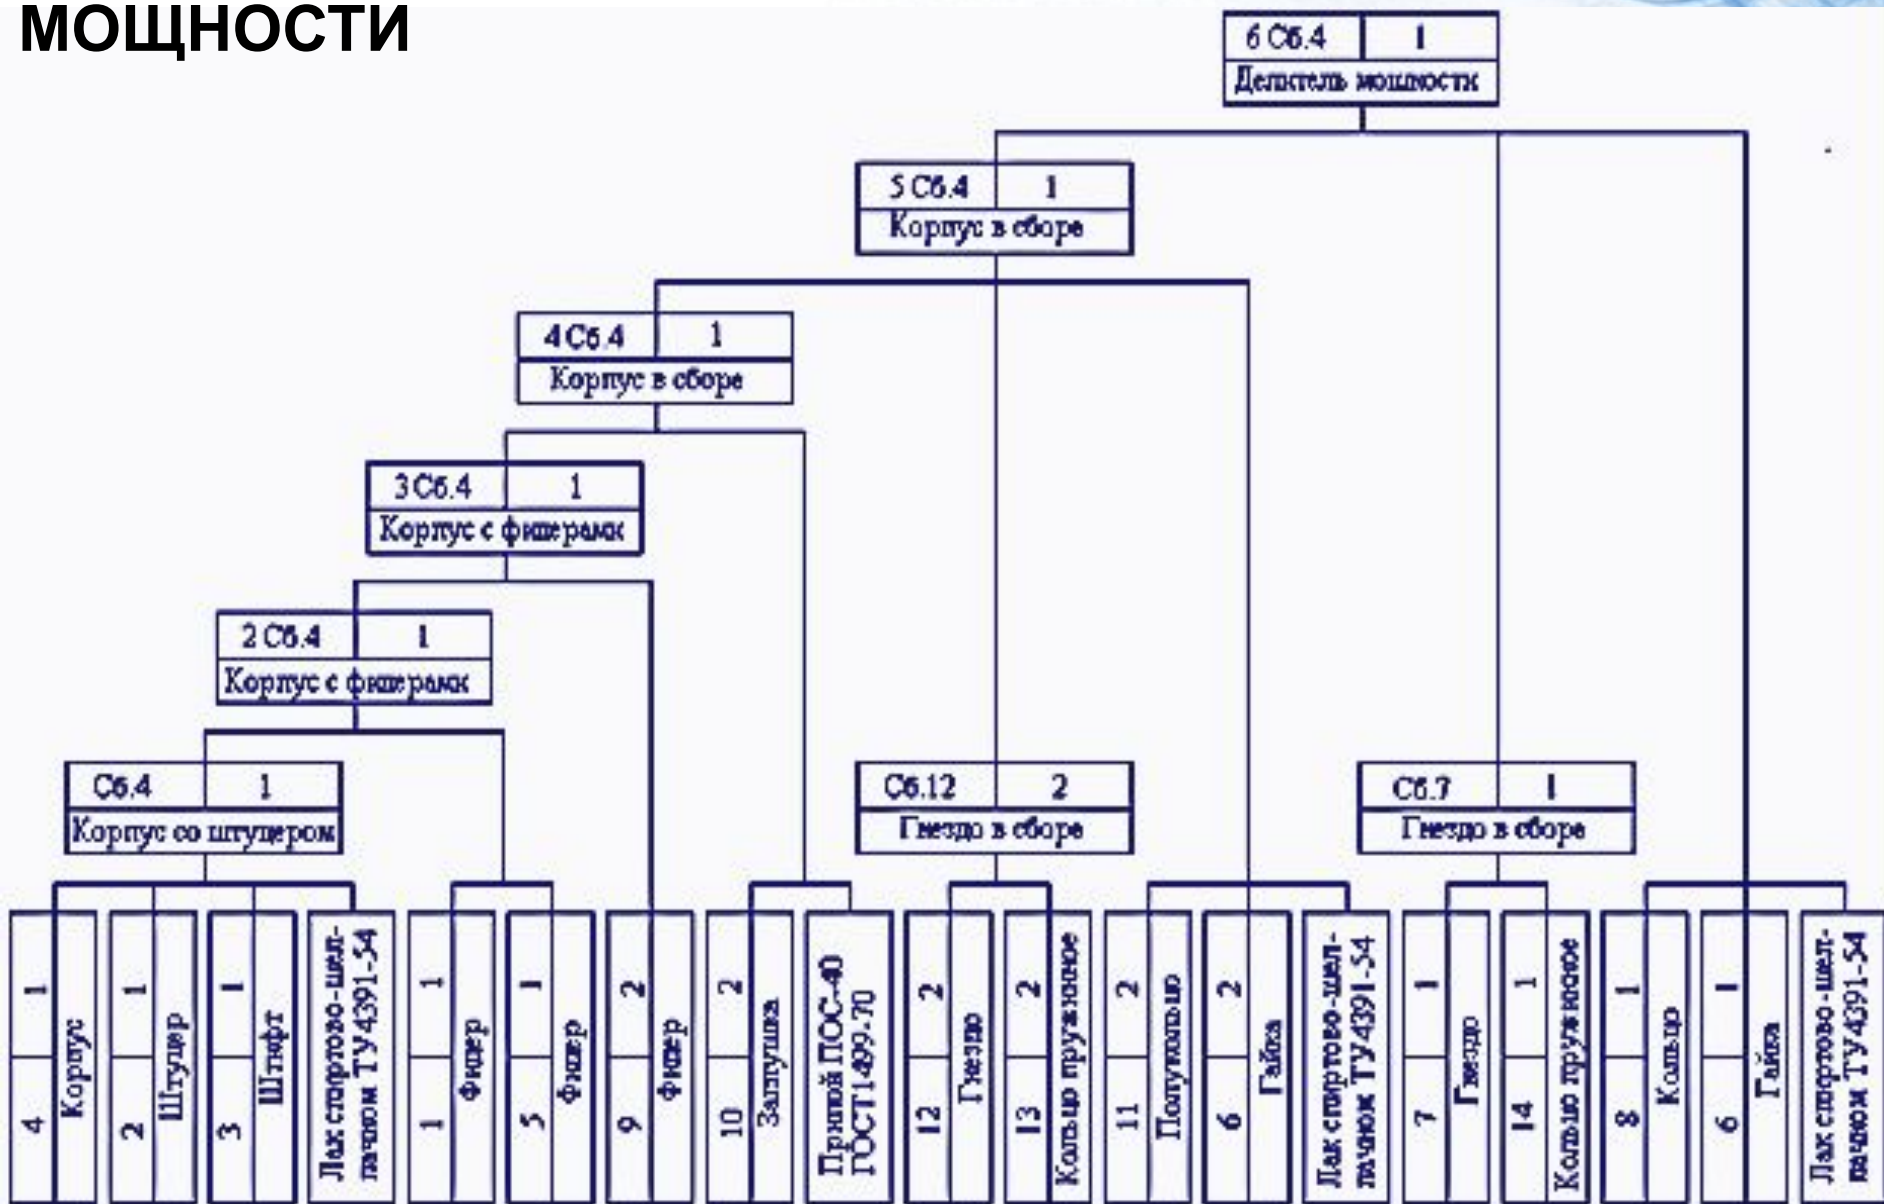 МОЩНОСТИ
6 Сб.4 1
Делитель мощности
5 Сб.4 1
Корпус в сборе
4 Сб.4 1
Корпус в сборе
3 Сб.4 1
Корпус с фидерами
2 Сб.4 1
Корпус с фидерами
Сб.4 1
Корпус со штуцером
Сб.12 2
Гнездо в сборе
Сб.7 1
Гнездо в сборе
4 1
Корпус
2 1
Штуцер
3 1
Штифт
Лак спиртово-шел-
лачном ТУ4391-54
1 1
Фидер
5 1
Фидер
9 2
Фидер
10 2
Заглушка
Припой ПОС-40
ГОСТ1499-70
12 2
Гнездо
13 2
Кольцо пружинное
11 2
Полукольцо
6 2
Гайка
Лак спиртово-шел-
лачном ТУ4391-54
7 1
Гнездо
14 1
Кольцо пружинное
8 1
Кольцо
6 1
Гайка
Лак спиртово-шел-
лачном ТУ4391-54